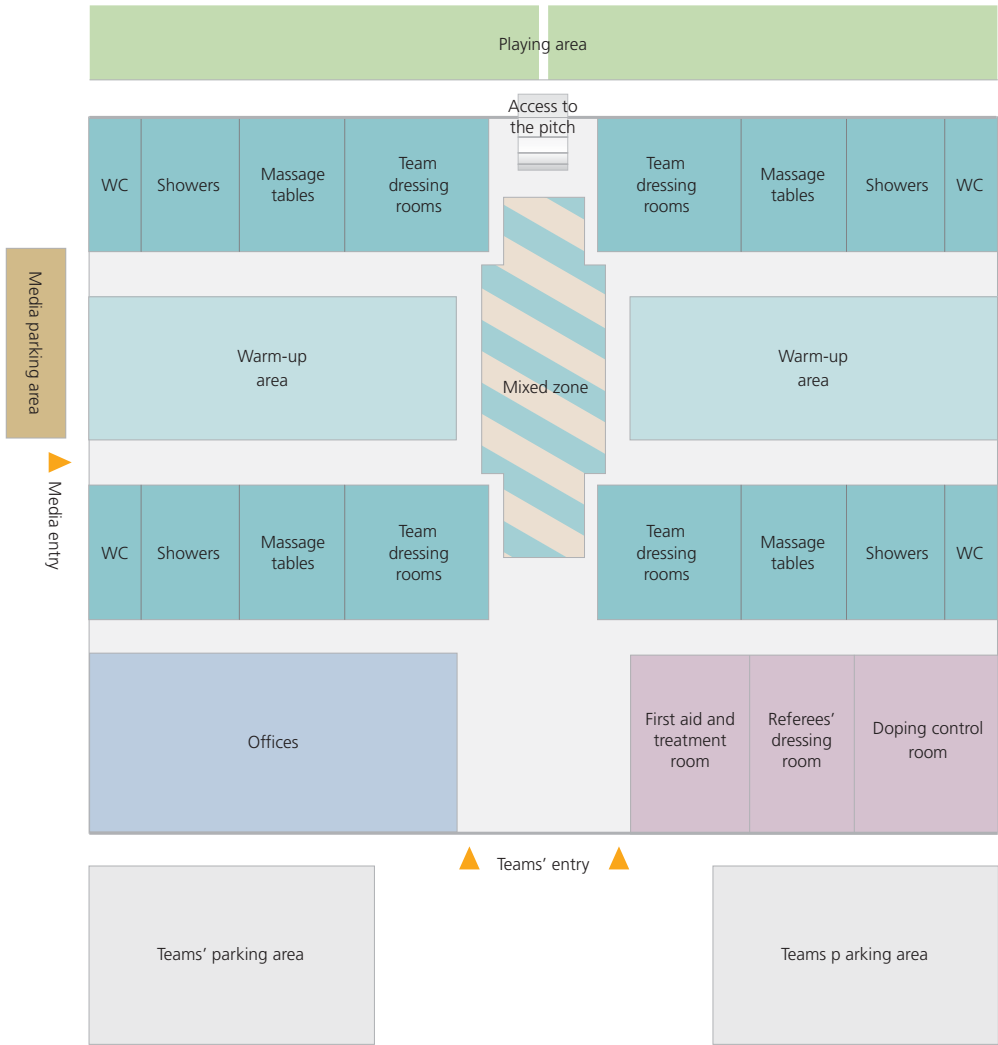 Playing area
Access to
the pitch
WC
Showers
Massage
tables
Team
dressing
rooms
Team
dressing
rooms
Massage
tables
Showers
WC
Media parking area
Warm-up
area
Mixed zone
Warm-up
area
Media entry
WC
Showers
Massage
tables
Team
dressing
rooms
Team
dressing
rooms
Massage
tables
Showers
WC
Offices
First aid and
treatment
room
Referees’
dressing
room
Doping control
room
Teams’ entry
Teams’ parking area
Teams p arking area